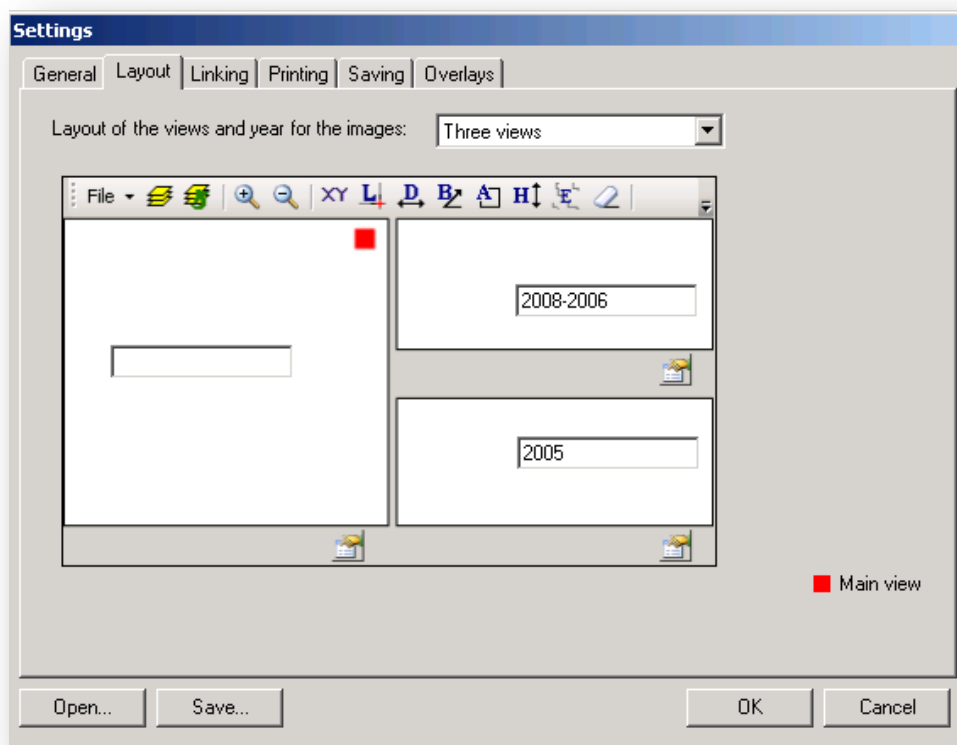 Settings
General Layout Linking Printing Saving Overlays
Layout of the views and year for the images: Three views
File XY L D B A H E
2008-2006
2005
Main view
Open... Save... OK Cancel